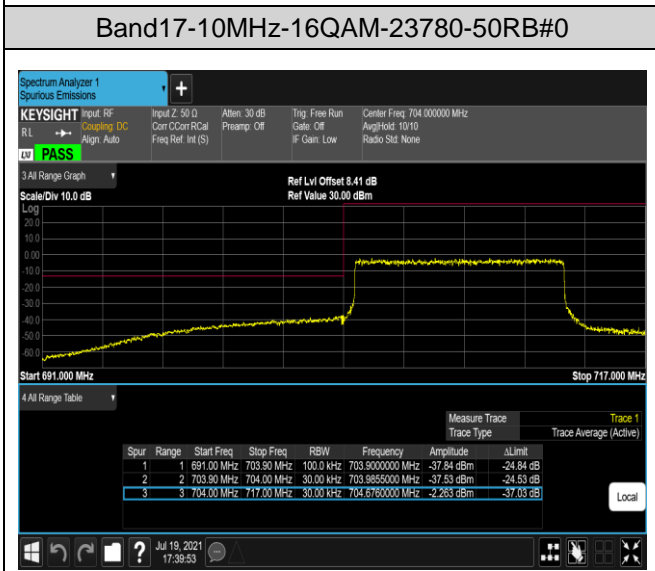 Band17-10MHz-16QAM-23780-50RB#0
Spectrum Analyzer 1
Spurious Emissions
KEYSIGHT
R L
LXI
PASS
Input: RF
Coupling: DC
Align: Auto
Input Z: 50 Ω
Corr CCorr RCal
Freq Ref: Int (S)
Atten: 30 dB
Preamp: Off
Trig: Free Run
Gate: Off
IF Gain: Low
Center Freq: 704.000000 MHz
Avg|Hold: 10/10
Radio Std: None
3 All Range Graph
Scale/Div 10.0 dB
Ref Lvl Offset 8.41 dB
Ref Value 30.00 dBm
Log
20.0
10.0
0.00
-10.0
-20.0
-30.0
-40.0
-50.0
-60.0
Start 691.000 MHz
Stop 717.000 MHz
4 All Range Table
Measure Trace Trace 1
Trace Type Trace Average (Active)
Spur Range Start Freq Stop Freq RBW Frequency Amplitude ΔLimit
1 1 691.00 MHz 703.90 MHz 100.0 kHz 703.9000000 MHz -37.84 dBm -24.84 dB
2 2 703.90 MHz 704.00 MHz 30.00 kHz 703.9855000 MHz -37.53 dBm -24.53 dB
3 3 704.00 MHz 717.00 MHz 30.00 kHz 704.6760000 MHz -2.263 dBm -37.03 dB
Local
Jul 19, 2021
17:39:53